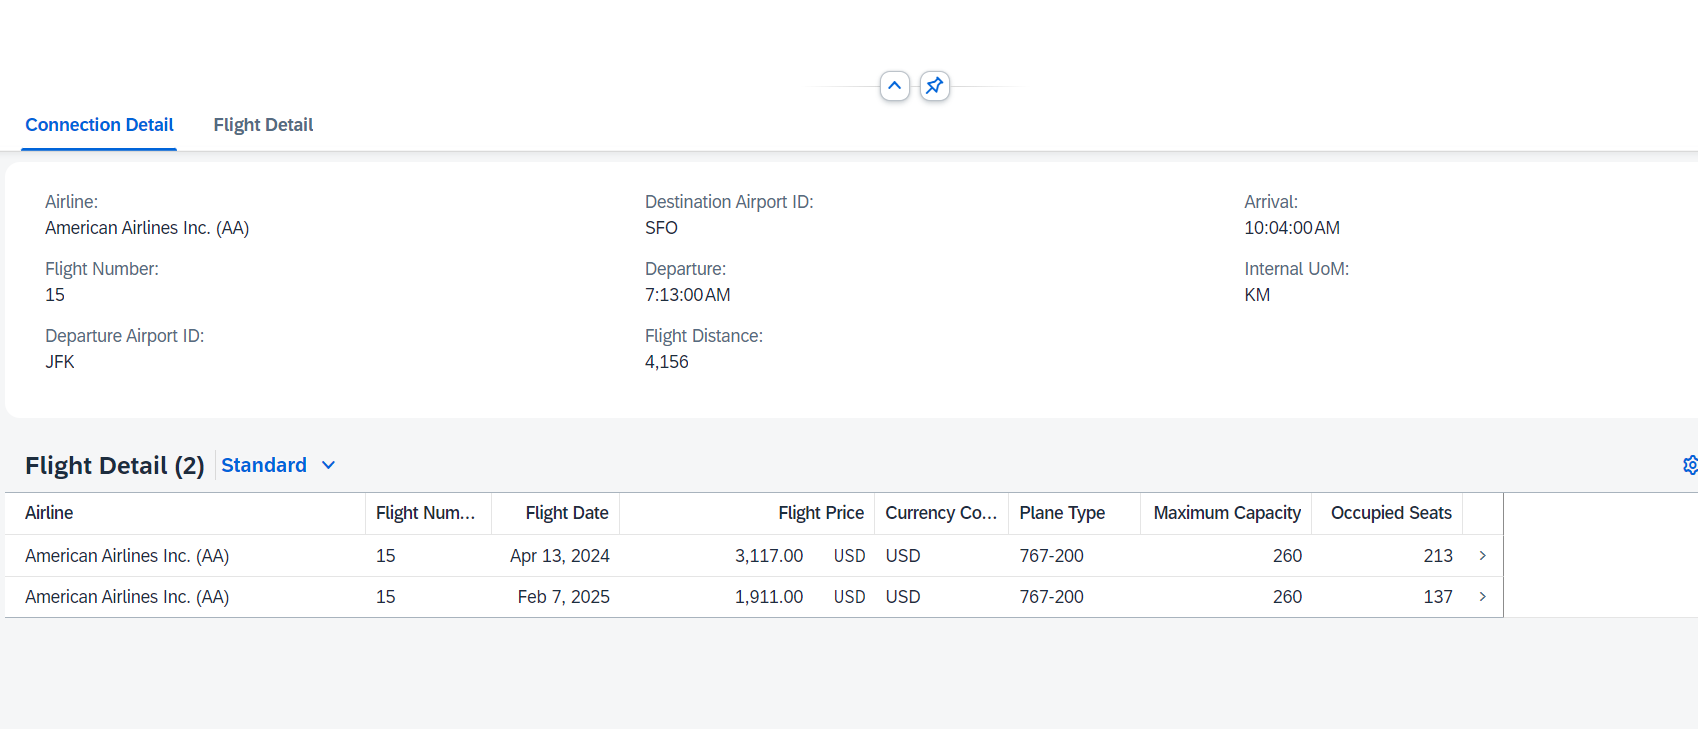 Connection Detail Flight Detail
Airline:
American Airlines Inc. (AA)
Flight Number:
15
Departure Airport ID:
JFK
Destination Airport ID:
SFO
Departure:
7:13:00 AM
Flight Distance:
4,156
Arrival:
10:04:00 AM
Internal UoM:
KM
Flight Detail (2) Standard
Airline Flight Num... Flight Date Flight Price Currency Co... Plane Type Maximum Capacity Occupied Seats
American Airlines Inc. (AA) 15 Apr 13, 2024 3,117.00 USD USD 767-200 260 213
American Airlines Inc. (AA) 15 Feb 7, 2025 1,911.00 USD USD 767-200 260 137